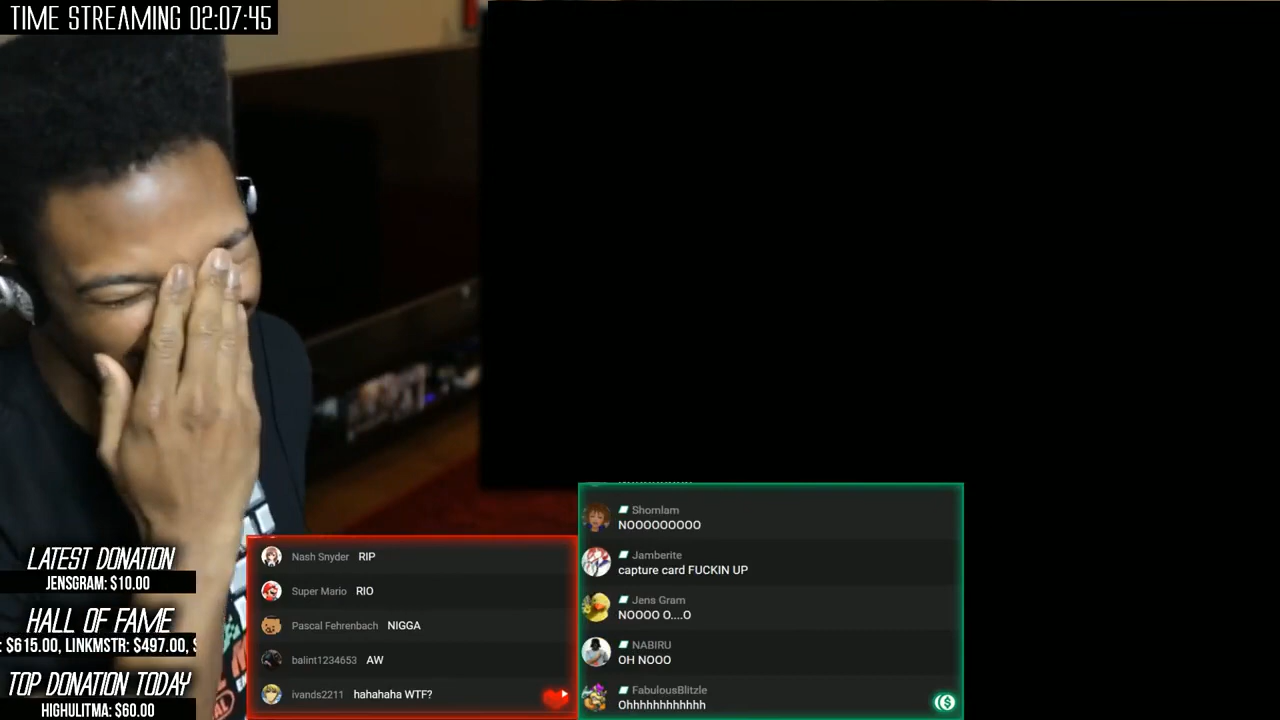 TIME STREAMING 02:07:45
LATEST DONATION
JENSGRAM: $10.00
HALL OF FAME
: $615.00, LINKMSTR: $497.00,
TOP DONATION TODAY
HIGHULITMA: $60.00
Nash Snyder RIP
Super Mario RIO
Pascal Fehrenbach NIGGA
balint1234653 AW
ivands2211 hahahaha WTF?
Shomlam
NOOOOOOOOO
Jamberite
capture card FUCKIN UP
Jens Gram
NOOOO O....O
NABIRU
OH NOOO
FabulousBlitzle
Ohhhhhhhhhhhh